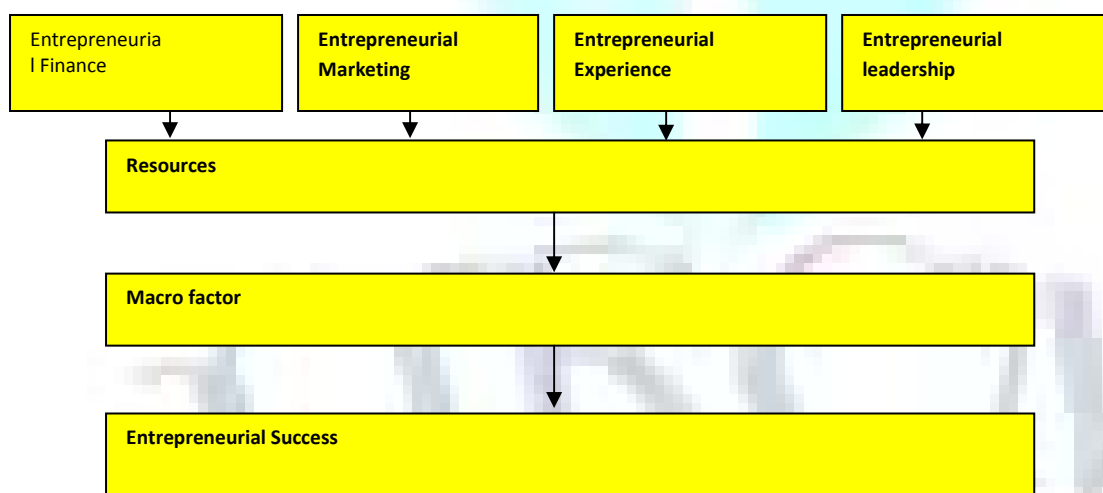 Entrepreneuria
l Finance
Entrepreneurial
Marketing
Entrepreneurial
Experience
Entrepreneurial
leadership
Resources
Macro factor
Entrepreneurial Success